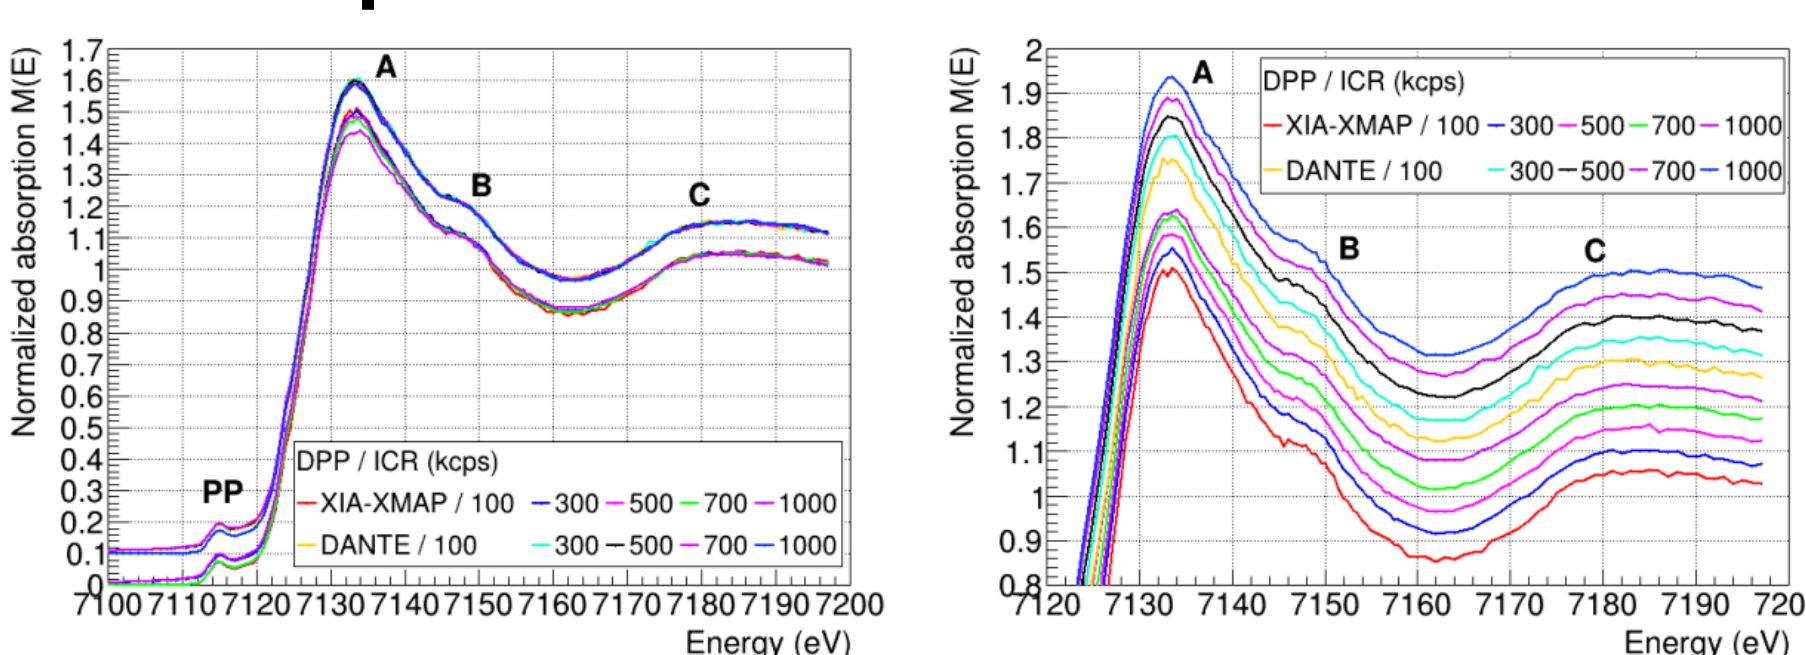 Normalized absorption M(E)
1.7
1.6
1.5
1.4
1.3
1.2
1.1
1
0.9
0.8
0.7
0.6
0.5
0.4
0.3
0.2
0.1
0
A
B
C
PP
DPP / ICR (kcps)
XIA-XMAP / 100 300 500 700 1000
DANTE / 100 300 500 700 1000
7100 7110 7120 7130 7140 7150 7160 7170 7180 7190 7200
Energy (eV)
Normalized absorption M(E)
2
1.9
1.8
1.7
1.6
1.5
1.4
1.3
1.2
1.1
1
0.9
0.8
A
B
C
DPP / ICR (kcps)
XIA-XMAP / 100 300 500 700 1000
DANTE / 100 300 500 700 1000
7120 7130 7140 7150 7160 7170 7180 7190 720
Energy (eV)